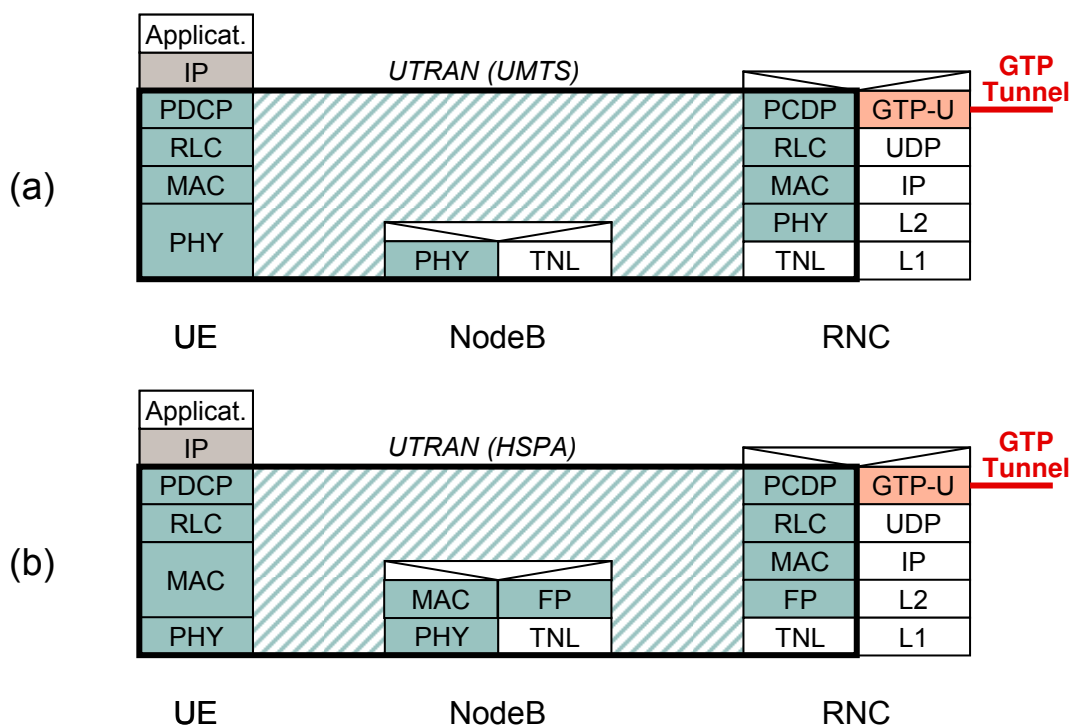 Applicat.
IP
UTRAN (UMTS)
GTP
Tunnel
PDCP
PCDP
GTP-U
RLC
RLC
UDP
(a)
MAC
MAC
IP
PHY
PHY
L2
PHY
TNL
TNL
L1
UE
NodeB
RNC
Applicat.
IP
UTRAN (HSPA)
GTP
Tunnel
PDCP
PCDP
GTP-U
RLC
RLC
UDP
(b)
MAC
MAC
IP
MAC
FP
FP
L2
PHY
PHY
TNL
TNL
L1
UE
NodeB
RNC